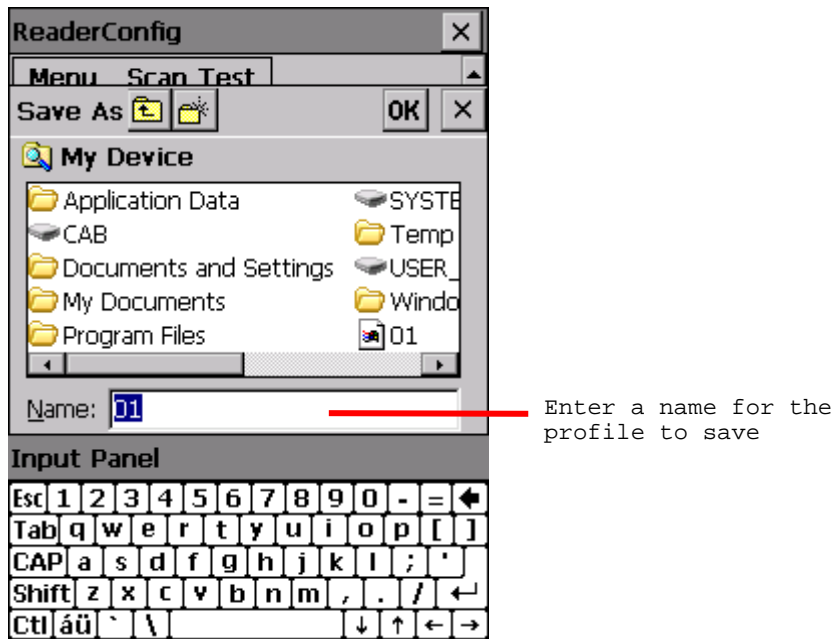 ReaderConfig
Menu Scan Test
Save As OK
My Device
Application Data SYSTE
CAB Temp
Documents and Settings USER_
My Documents Windo
Program Files 01
Name: 01
Enter a name for the
profile to save
Input Panel
Esc 1 2 3 4 5 6 7 8 9 0 - =
Tab q w e r t y u i o p [ ]
CAP a s d f g h j k l ; '
Shift z x c v b n m , . /
Ctl áü ` \ ↓ ↑ ← →